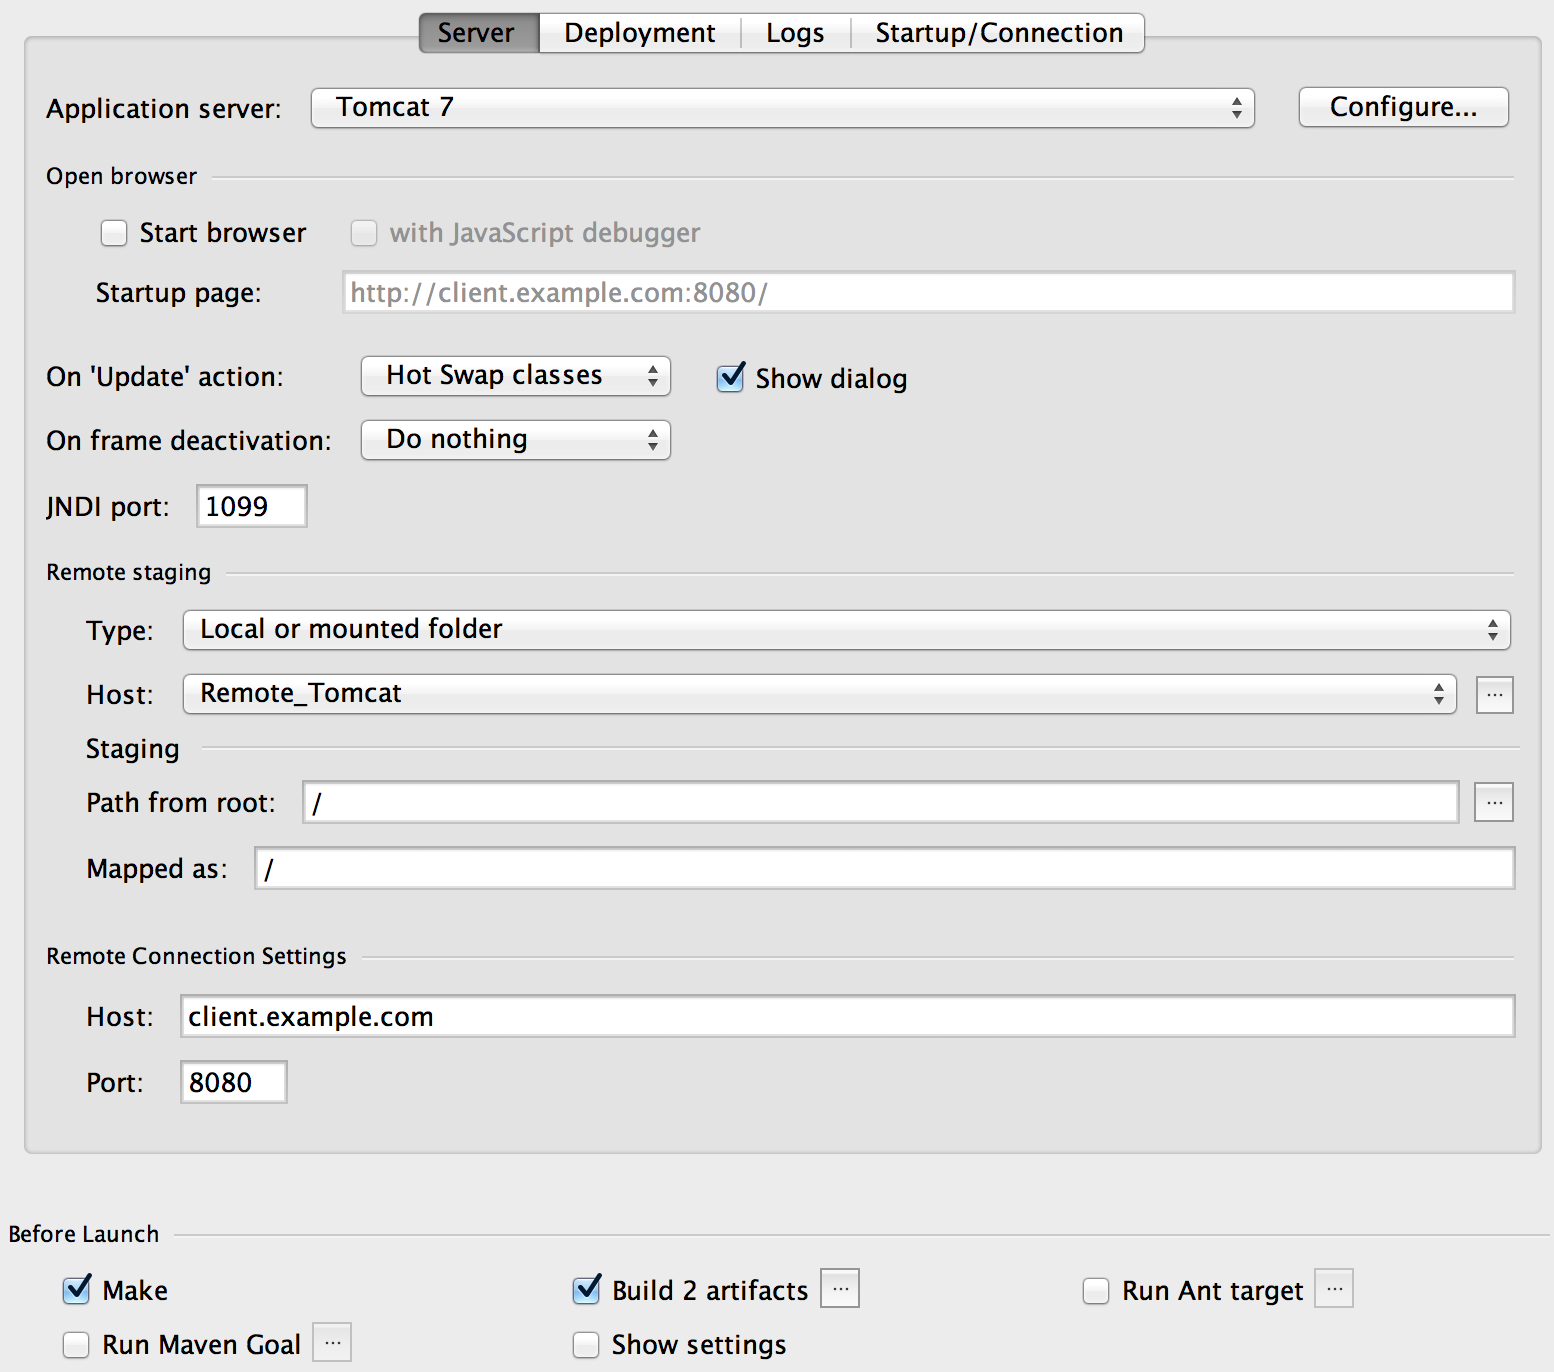 Server Deployment Logs Startup/Connection
Application server: Tomcat 7 Configure...
Open browser
Start browser with JavaScript debugger
Startup page: http://client.example.com:8080/
On 'Update' action: Hot Swap classes Show dialog
On frame deactivation: Do nothing
JNDI port: 1099
Remote staging
Type: Local or mounted folder
Host: Remote_Tomcat ...
Staging
Path from root: / ...
Mapped as: /
Remote Connection Settings
Host: client.example.com
Port: 8080
Before Launch
Make Build 2 artifacts ... Run Ant target ...
Run Maven Goal ... Show settings